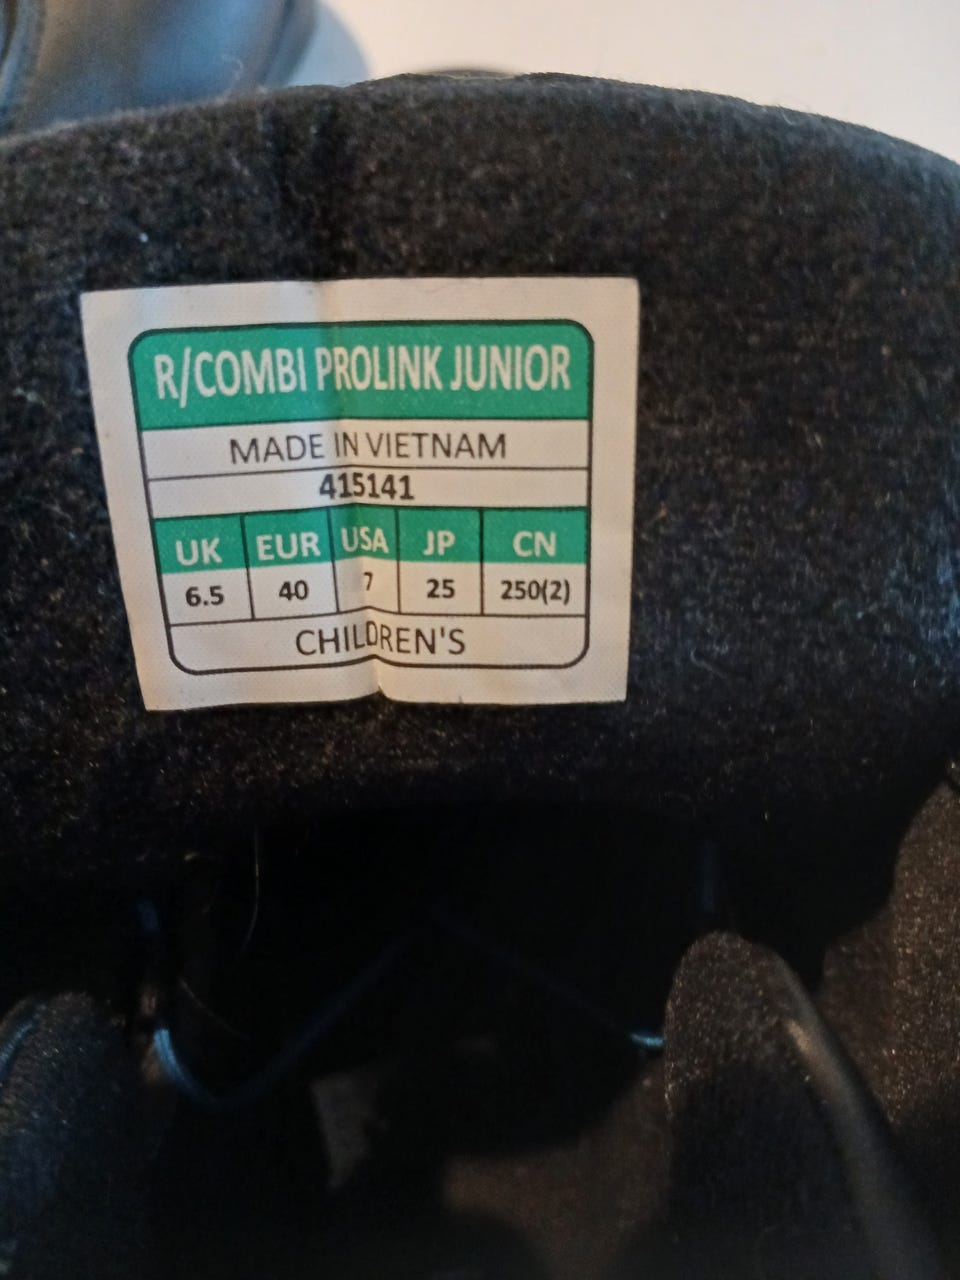 R/COMBI PROLINK JUNIOR
MADE IN VIETNAM
415141
UK EUR USA JP CN
6.5 40 7 25 250(2)
CHILDREN'S